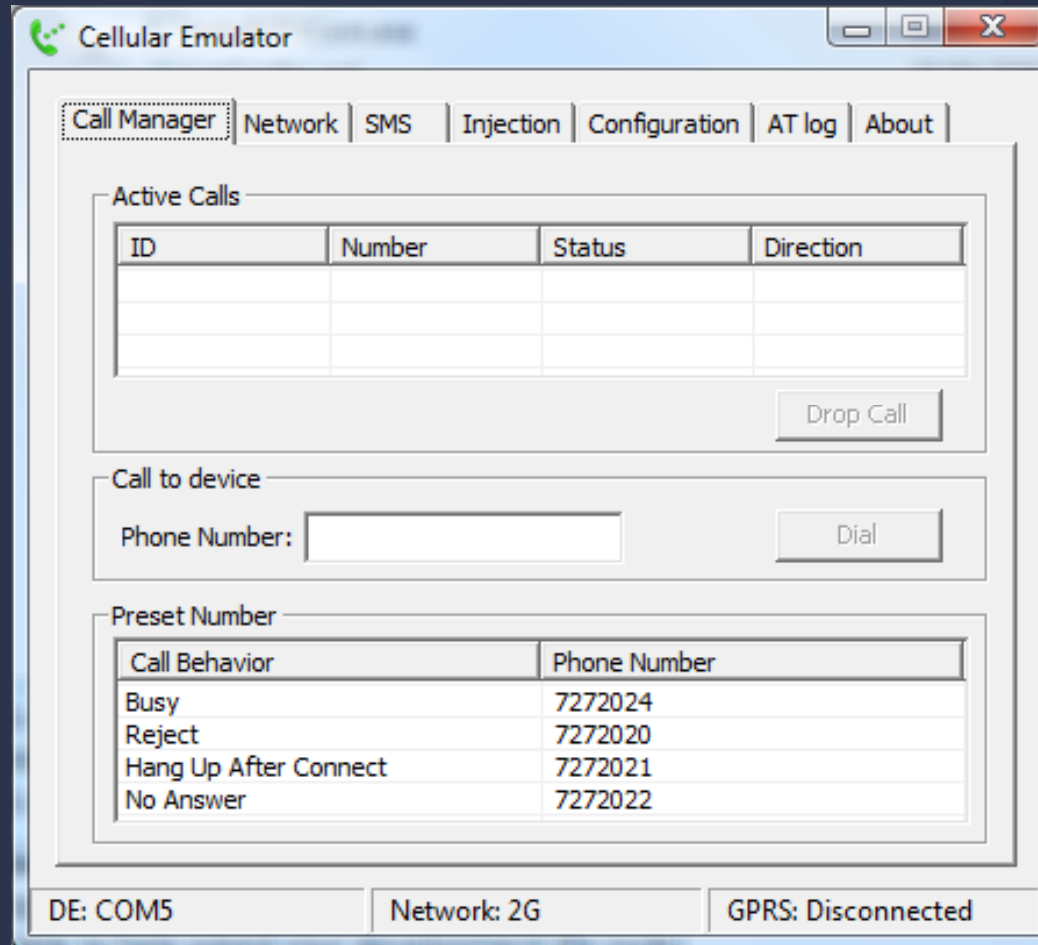 Cellular Emulator
Call Manager Network SMS Injection Configuration AT log About
Active Calls
ID Number Status Direction
Drop Call
Call to device
Phone Number: Dial
Preset Number
Call Behavior Phone Number
Busy 7272024
Reject 7272020
Hang Up After Connect 7272021
No Answer 7272022
DE: COM5 Network: 2G GPRS: Disconnected